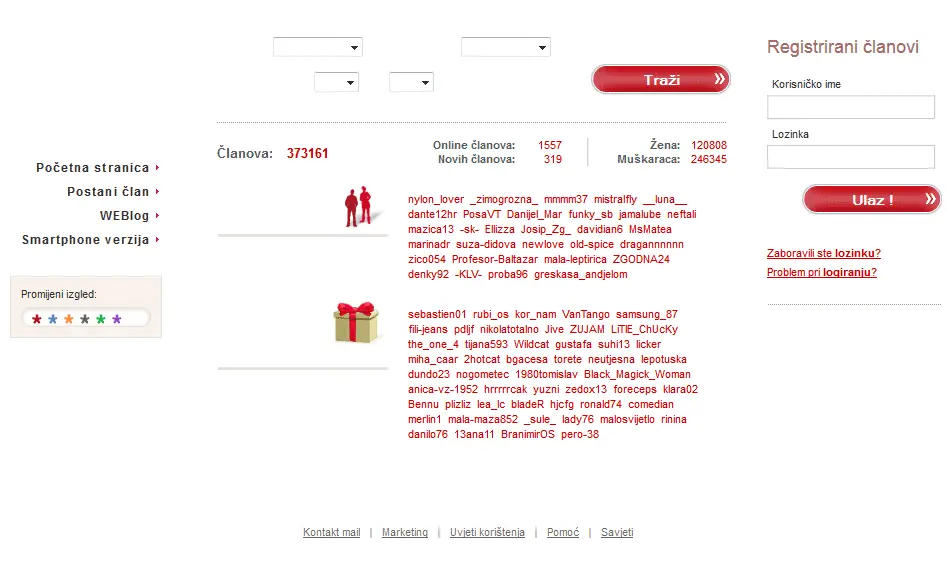 Početna stranica
Postani član
WEBlog
Smartphone verzija
Promijeni izgled:
Traži
Članova: 373161
Online članova: 1557
Novih članova: 319
Žena: 120808
Muškaraca: 246345
nylon_lover _zimogrozna_ mmmm37 mistralfly __luna__
dante12hr PosaVT Danijel_Mar funky_sb jamalube neftali
mazica13 -sk- Ellizza Josip_Zg_ davidian6 MsMatea
marinadr suza-didova newlove old-spice dragannnnnn
zico054 Profesor-Baltazar mala-leptirica ZGODNA24
denky92 -KLV- proba96 greskasa_andjelom
sebastien01 rubi_os kor_nam VanTango samsung_87
fili-jeans pdljf nikolatotalno Jive ZUJAM LiTlE_ChUcKy
the_one_4 tijana593 Wildcat gustafa suhi13 licker
miha_caar 2hotcat bgacesa torete neutjesna lepotuska
dundo23 nogometec 1980tomislav Black_Magick_Woman
anica-vz-1952 hrrrrrcak yuzni zedox13 foreceps klara02
Bennu plizliz lea_lc bladeR hjcfg ronald74 comedian
merlin1 mala-maza852 _sule_ lady76 malosvijetlo rinina
danilo76 13ana11 BranimirOS pero-38
Registrirani članovi
Korisničko ime
Lozinka
Ulaz !
Zaboravili ste lozinku?
Problem pri logiranju?
Kontakt mail | Marketing | Uvjeti korištenja | Pomoć | Savjeti